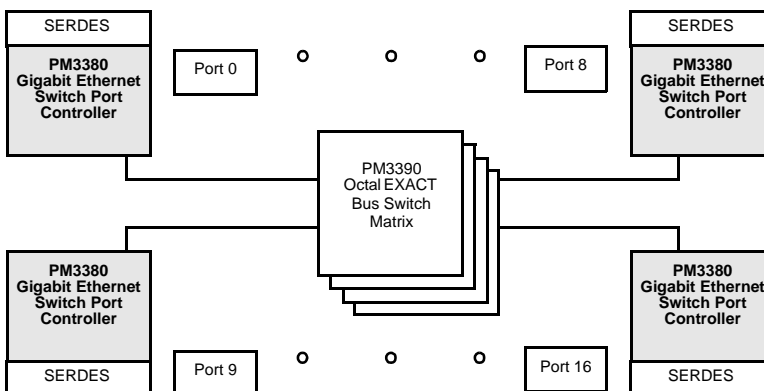 SERDES
PM3380
Gigabit Ethernet
Switch Port
Controller
Port 0
Port 8
SERDES
PM3380
Gigabit Ethernet
Switch Port
Controller
PM3390
Octal EXACT
Bus Switch
Matrix
PM3380
Gigabit Ethernet
Switch Port
Controller
SERDES
Port 9
Port 16
PM3380
Gigabit Ethernet
Switch Port
Controller
SERDES